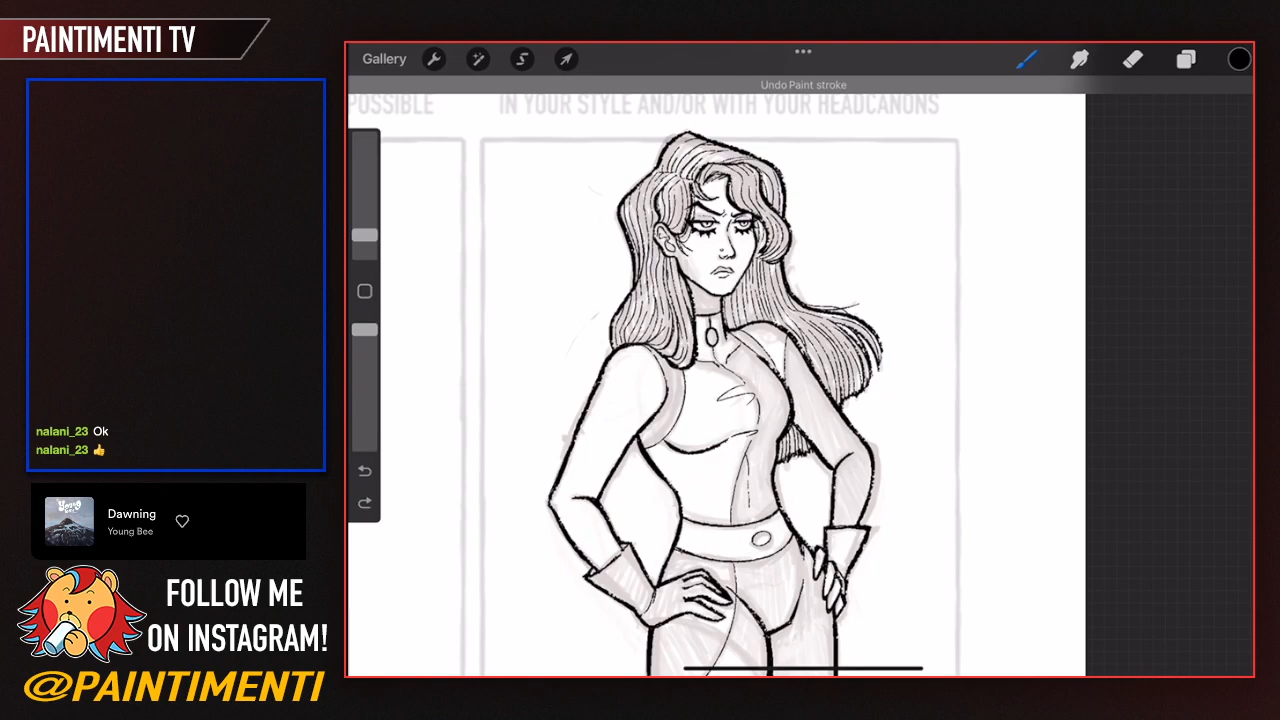 PAINTIMENTI TV
Gallery
Undo Paint stroke
POSSIBLE
IN YOUR STYLE AND/OR WITH YOUR HEADCANONS
nalani_23 Ok
nalani_23 👍
Dawning
Young Bee
FOLLOW ME
ON INSTAGRAM!
@PAINTIMENTI